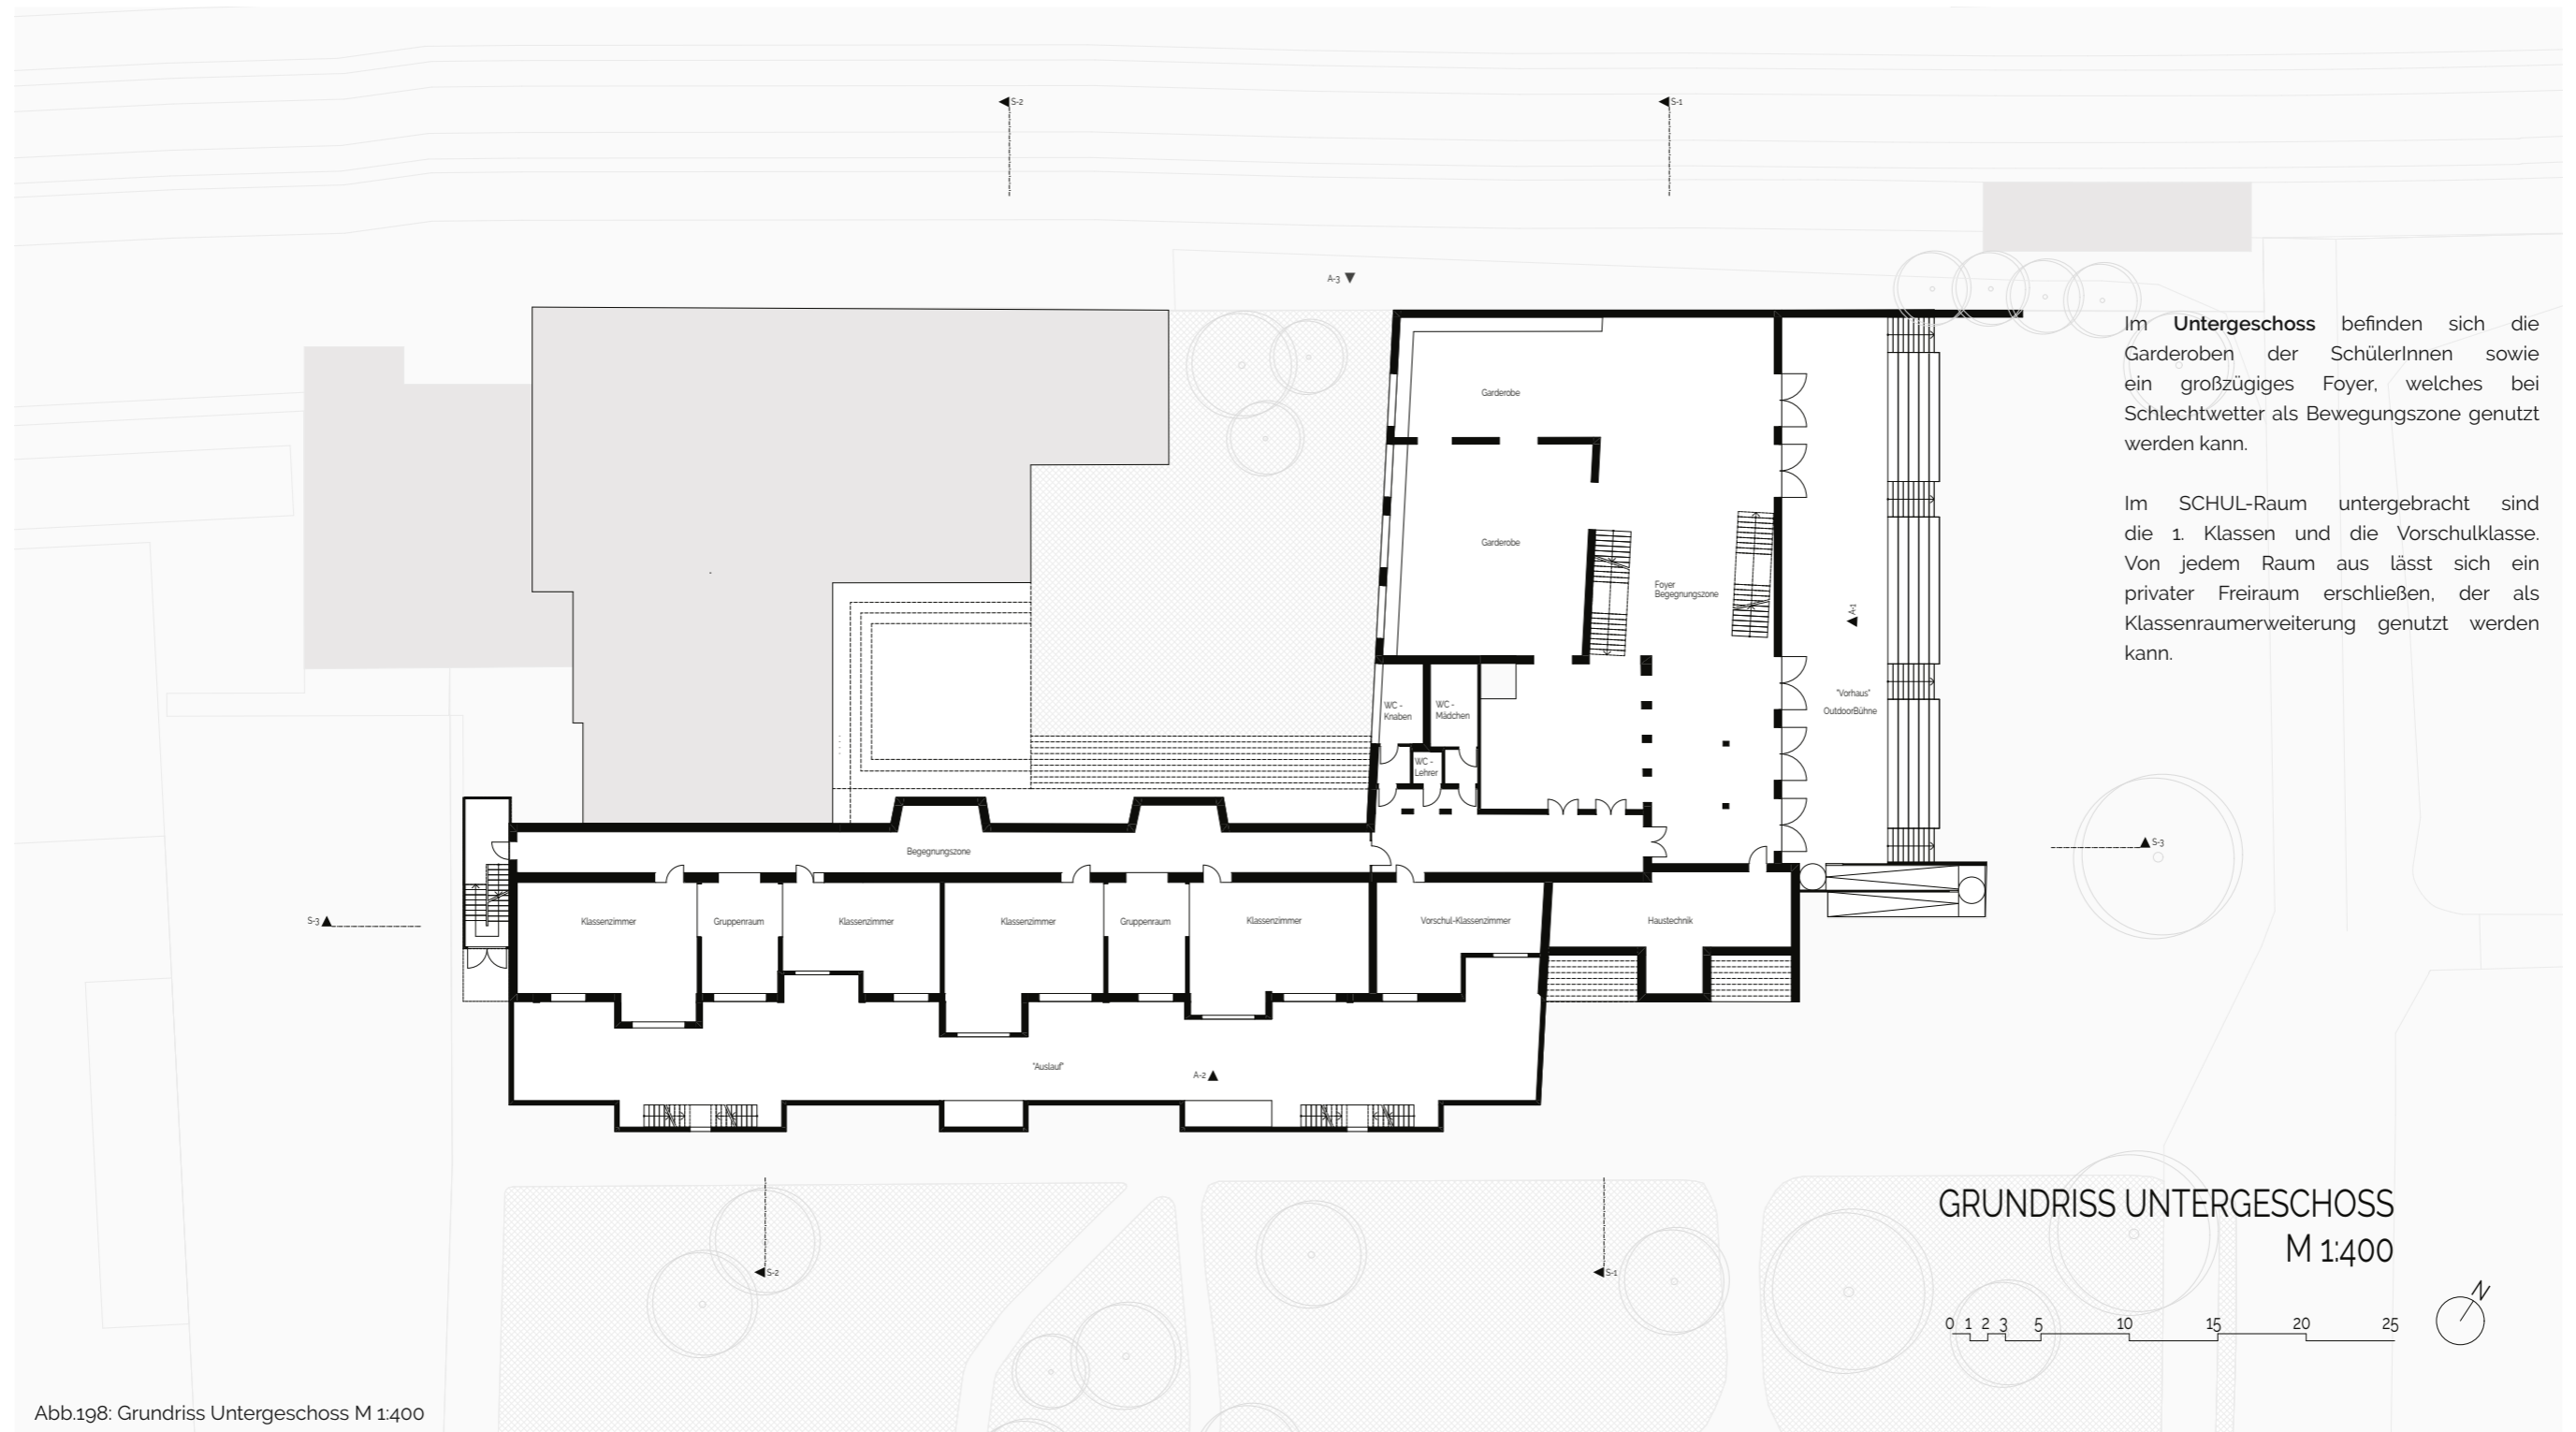 S-2
S-1
A-3
Im Untergeschoss befinden sich die
Garderoben der SchülerInnen sowie
ein großzügiges Foyer, welches bei
Schlechtwetter als Bewegungszone genutzt
werden kann.
Im SCHUL-Raum untergebracht sind
die 1. Klassen und die Vorschulklasse.
Von jedem Raum aus lässt sich ein
privater Freiraum erschließen, der als
Klassenraumerweiterung genutzt werden
kann.
Garderobe
Garderobe
Foyer
Begegnungszone
A-1
"Vorhaus"
OutdoorBühne
WC -
Knaben
WC -
Mädchen
WC -
Lehrer
Begegnungszone
S-3
S-3
Klassenzimmer
Gruppenraum
Klassenzimmer
Klassenzimmer
Gruppenraum
Klassenzimmer
Vorschul-Klassenzimmer
Haustechnik
"Auslauf"
A-2
S-2
S-1
GRUNDRISS UNTERGESCHOSS
M 1:400
N
0 1 2 3 5 10 15 20 25
Abb.198: Grundriss Untergeschoss M 1:400